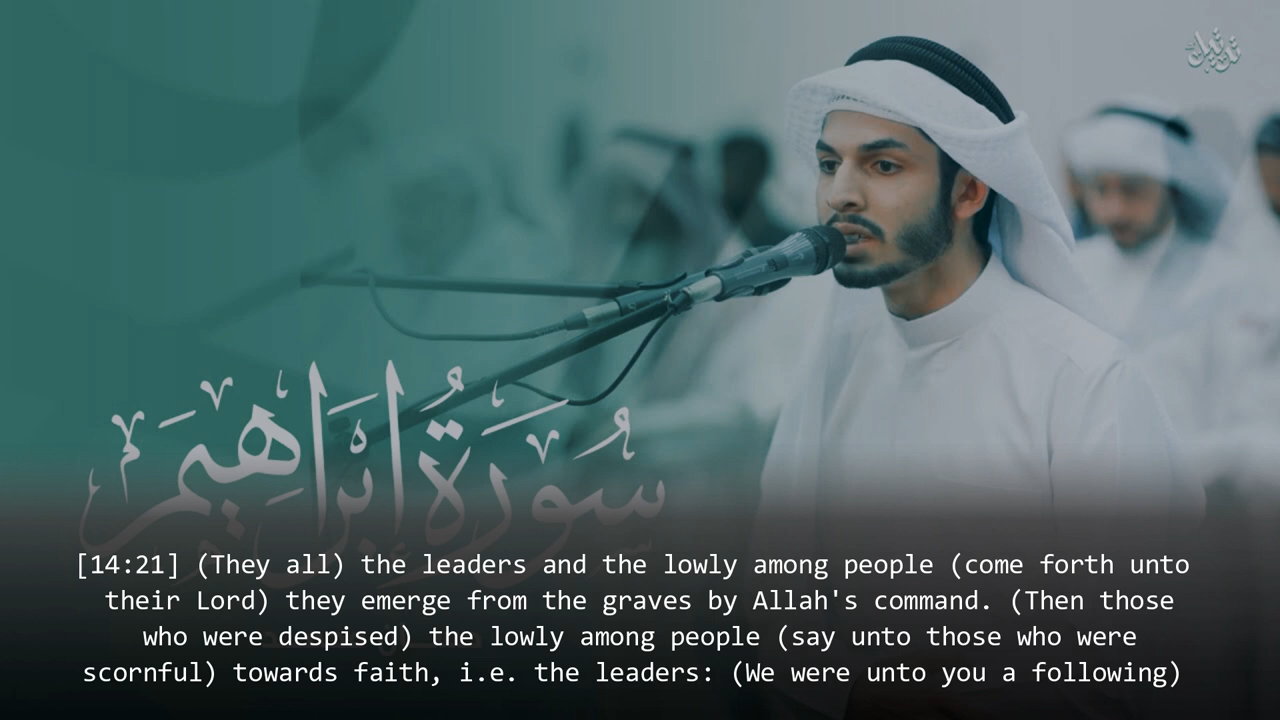 ترتيل
سُورَةُ إِبْرَاهِيمَ
[14:21] (They all) the leaders and the lowly among people (come forth unto
their Lord) they emerge from the graves by Allah's command. (Then those
who were despised) the lowly among people (say unto those who were
scornful) towards faith, i.e. the leaders: (We were unto you a following)